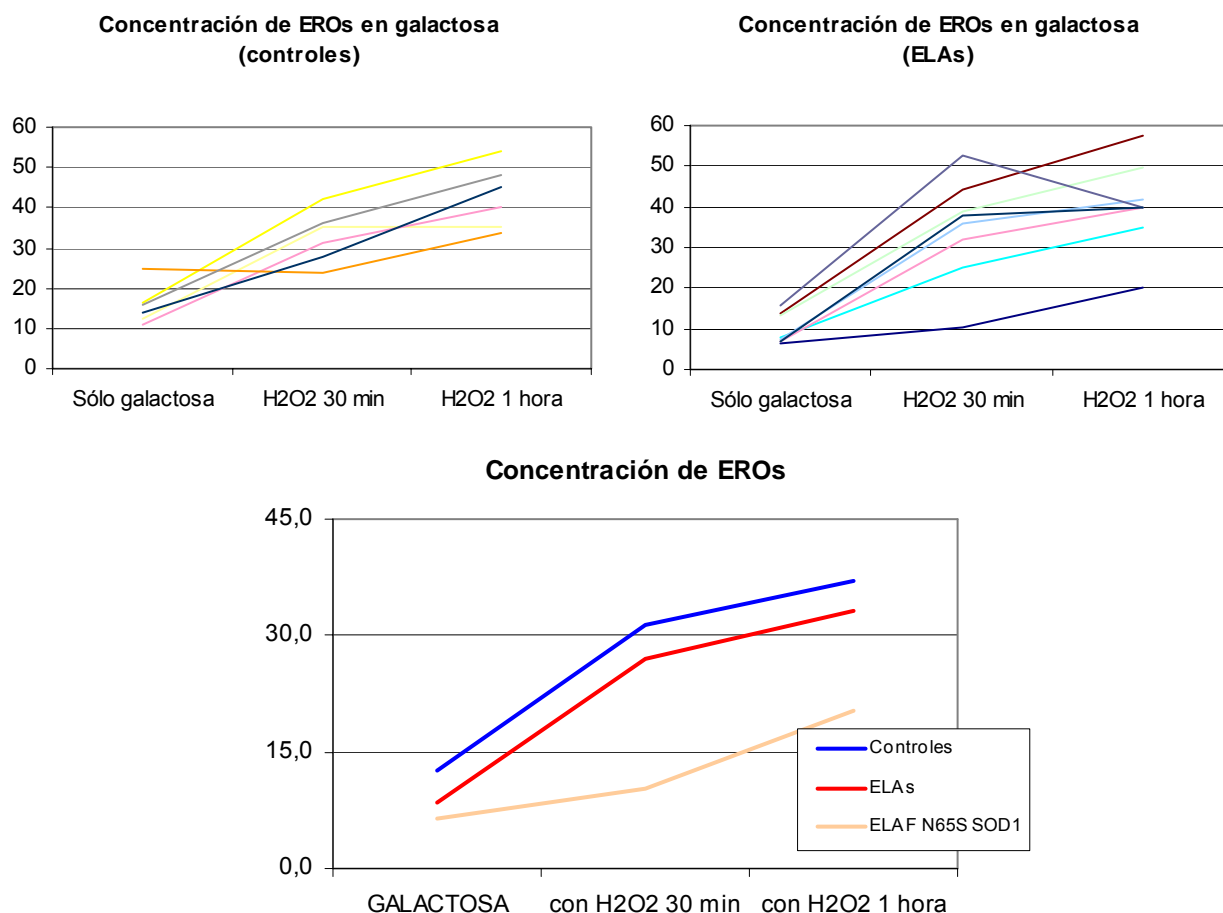 Concentración de EROs en galactosa
(controles)
60
50
40
30
20
10
0
Sólo galactosa
H2O2 30 min
H2O2 1 hora
Concentración de EROs en galactosa
(ELAs)
60
50
40
30
20
10
0
Sólo galactosa
H2O2 30 min
H2O2 1 hora
Concentración de EROs
45,0
30,0
15,0
0,0
GALACTOSA
con H2O2 30 min
con H2O2 1 hora
Controles
ELAs
ELAF N65S SOD1